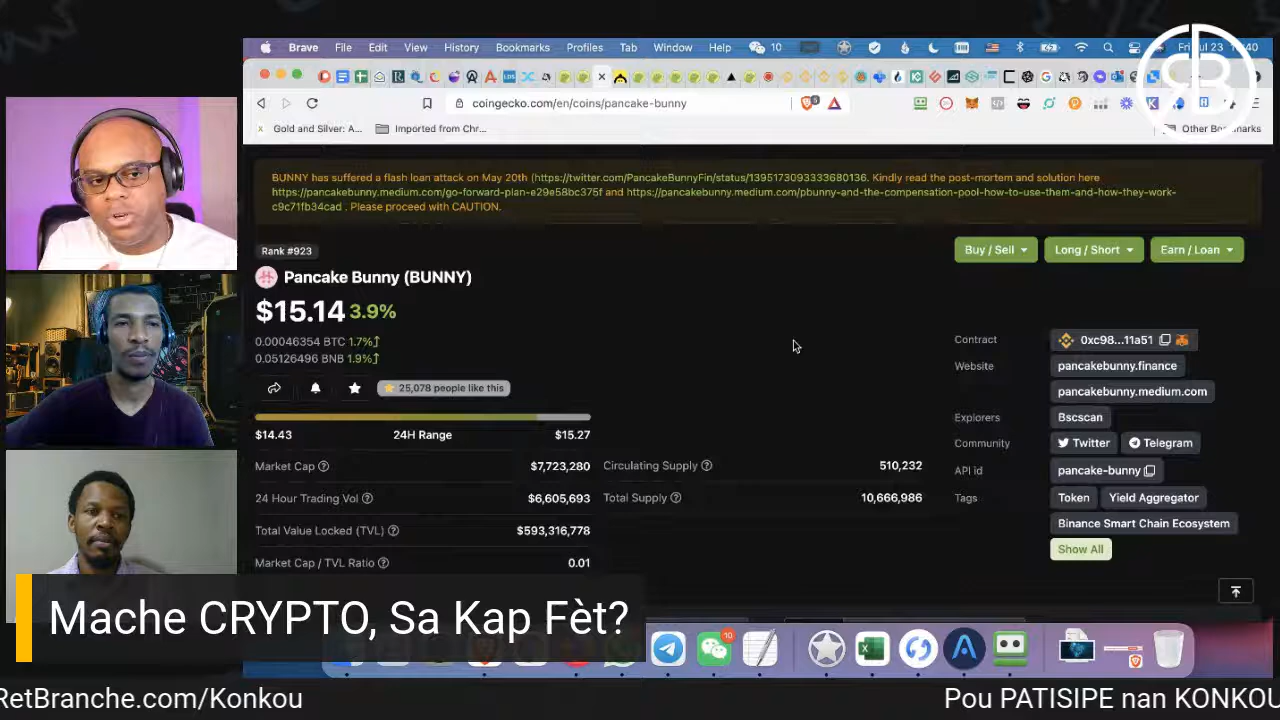 Brave File Edit View History Bookmarks Profiles Tab Window Help 10
coingecko.com/en/coins/pancake-bunny
Gold and Silver: A... Imported from Chr... Other Bookmarks
BUNNY has suffered a flash loan attack on May 20th (https://twitter.com/PancakeBunnyFin/status/1395173093333680136. Kindly read the post-mortem and solution here
https://pancakebunny.medium.com/go-forward-plan-e29e58bc375f and https://pancakebunny.medium.com/pbunny-and-the-compensation-pool-how-to-use-them-and-how-they-work-
c9c71fb34cad . Please proceed with CAUTION.
Rank #923
Buy / Sell Long / Short Earn / Loan
Pancake Bunny (BUNNY)
$15.14 3.9%
0.00046354 BTC 1.7%
0.05126496 BNB 1.9%
25,078 people like this
$14.43 24H Range $15.27
Market Cap $7,723,280
Circulating Supply 510,232
24 Hour Trading Vol $6,605,693
Total Supply 10,666,986
Total Value Locked (TVL) $593,316,778
Market Cap / TVL Ratio 0.01
Contract 0xc98...11a51
Website pancakebunny.finance
pancakebunny.medium.com
Explorers Bscscan
Community Twitter Telegram
API id pancake-bunny
Tags Token Yield Aggregator
Binance Smart Chain Ecosystem
Show All
Mache CRYPTO, Sa Kap Fèt?
RetBranche.com/Konkou
Pou PATISIPE nan KONKOU